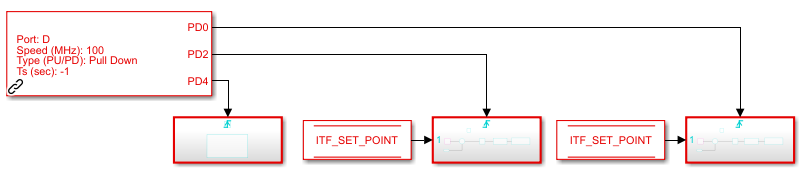 PD0
Port: D
Speed (MHz): 100
Type (PU/PD): Pull Down
Ts (sec): -1
PD2
PD4
ITF_SET_POINT
1
ITF_SET_POINT
1